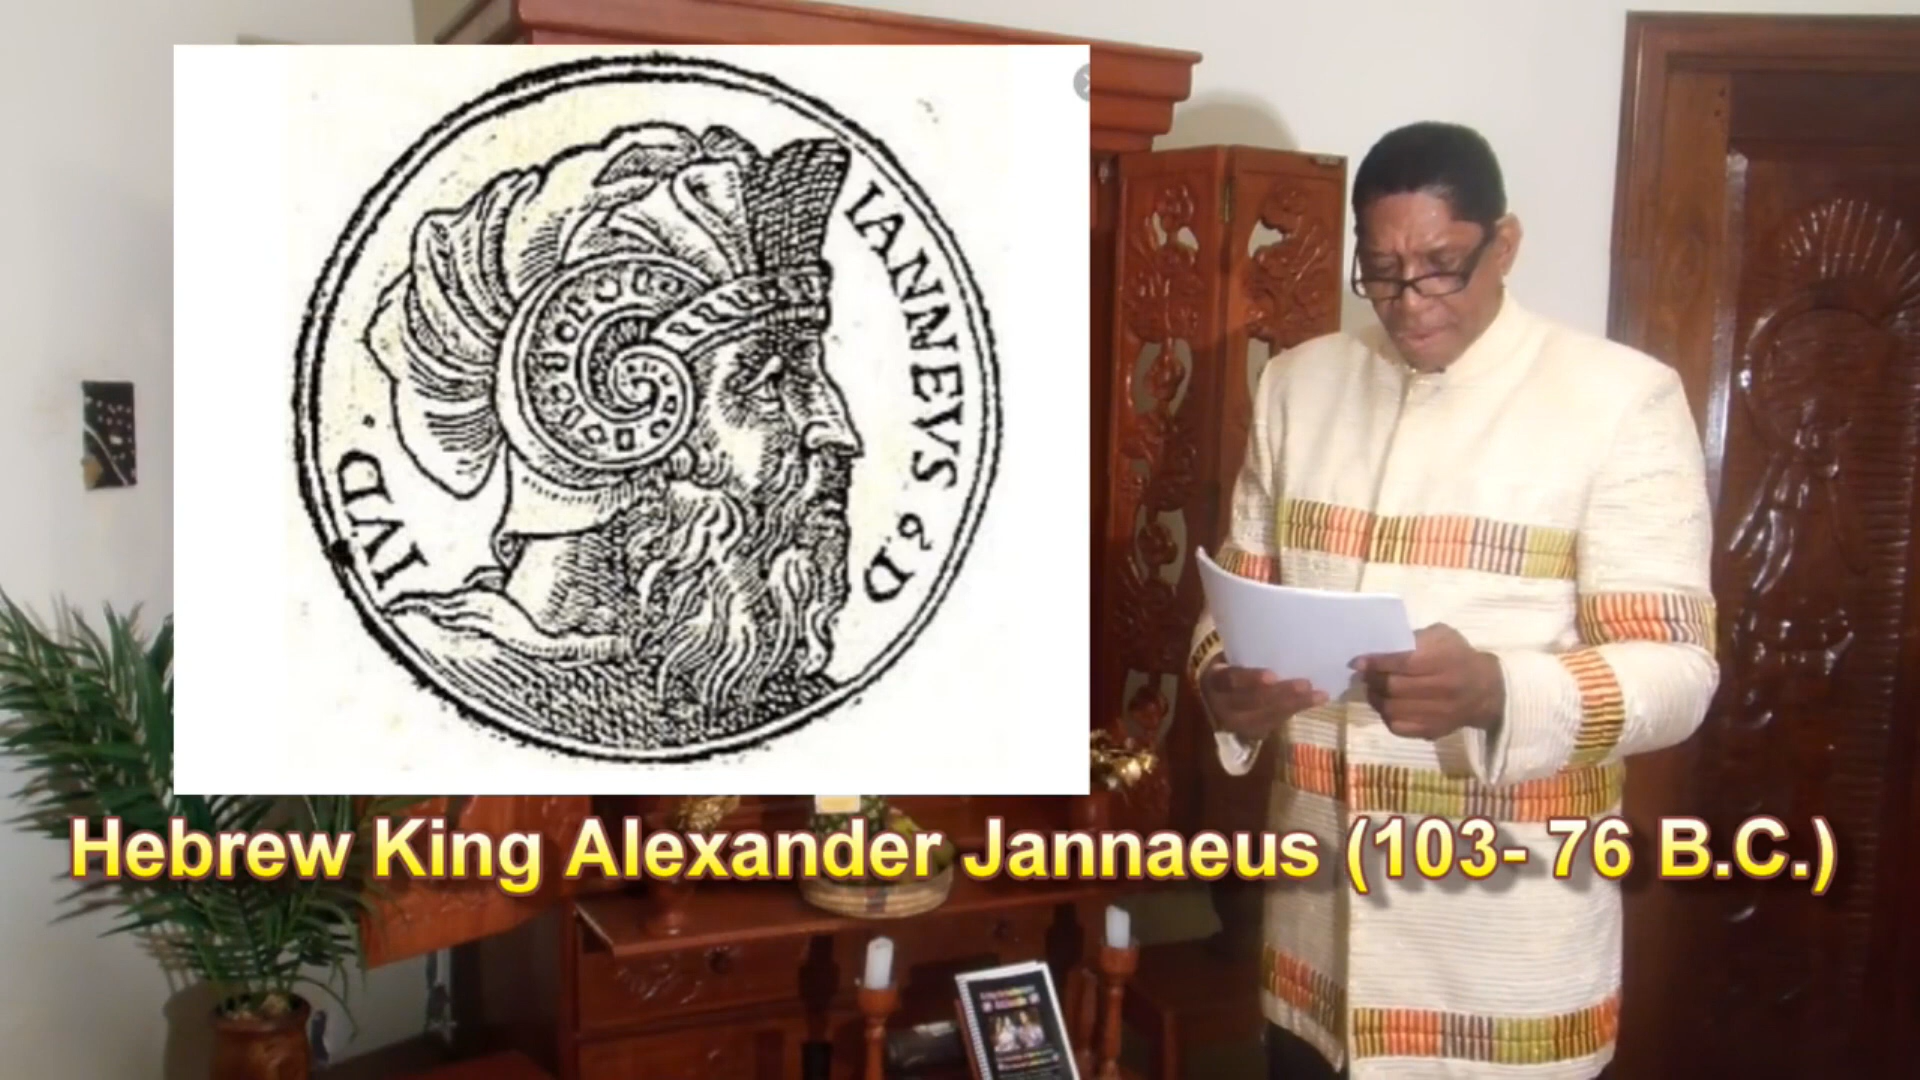 IVD.
IANNEVS
D
Hebrew King Alexander Jannaeus (103- 76 B.C.)